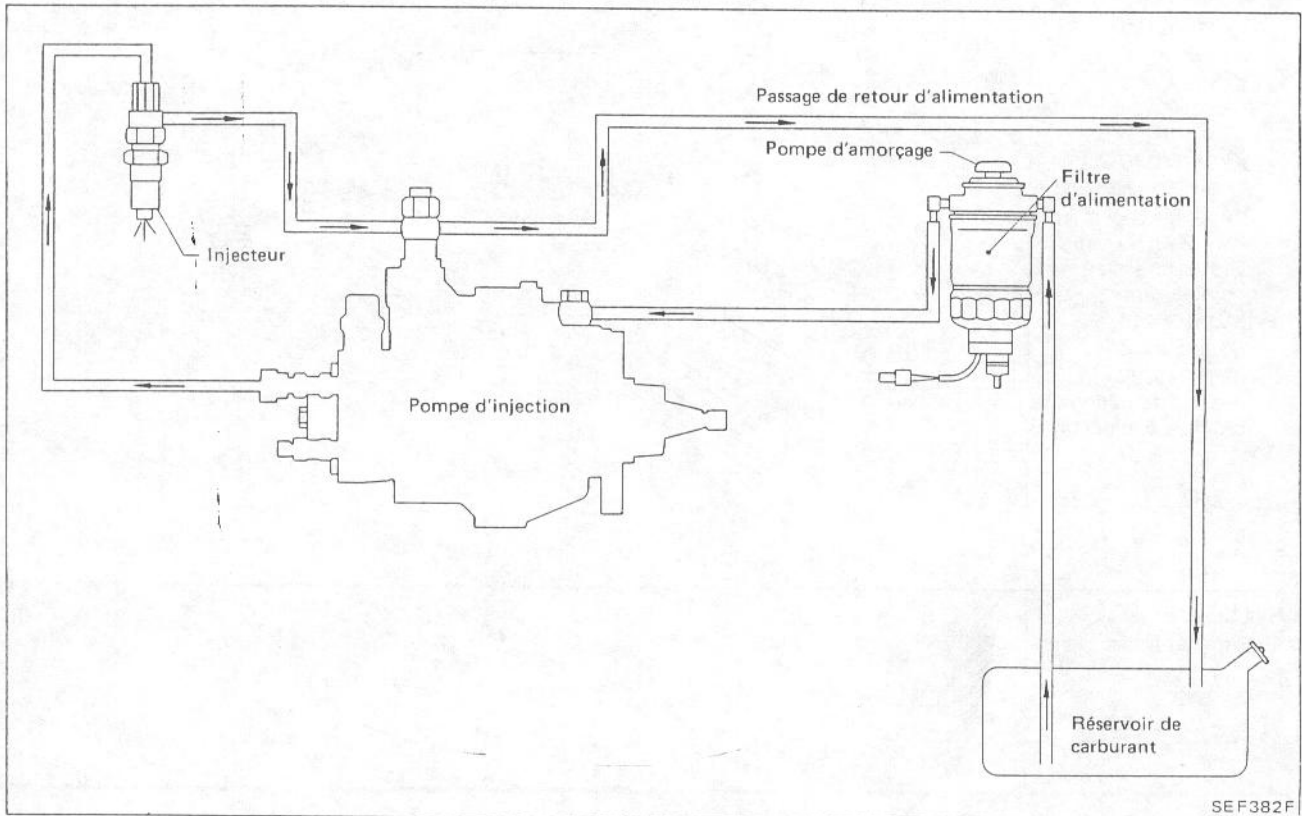 Passage de retour d'alimentation
Pompe d'amorçage
Filtre
d'alimentation
Injecteur
Pompe d'injection
Réservoir de
carburant
SEF382F